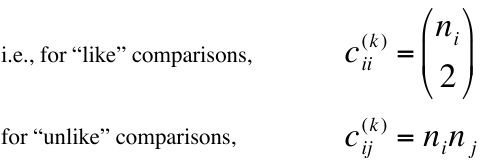 i.e., for “like” comparisons, c_{ii}^{(k)} = \binom{n_i}{2}
for “unlike” comparisons, c_{ij}^{(k)} = n_i n_j